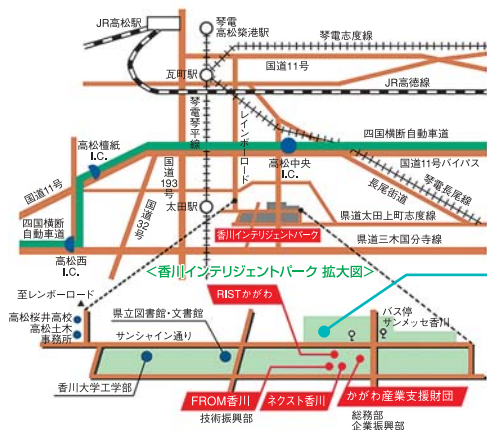 JR高松駅
琴電
高松築港駅
琴電志度線
国道11号
瓦町駅
JR高徳線
琴電琴平線
レインボーロード
高松檀紙
I.C.
四国横断自動車道
高松中央
I.C.
国道11号バイパス
国道11号
国道193号
長尾街道
琴電長尾線
四国横断
自動車道
国道32号
太田駅
県道太田上町志度線
香川インテリジェントパーク
県道三木国分寺線
高松西
I.C.
<香川インテリジェントパーク 拡大図>
至レンボーロード
RISTかがわ
高松桜井高校
高松土木
事務所
県立図書館・文書館
バス停
サンメッセ香川
サンシャイン通り
香川大学工学部
FROM香川
技術振興部
ネクスト香川
かがわ産業支援財団
総務部
企業振興部